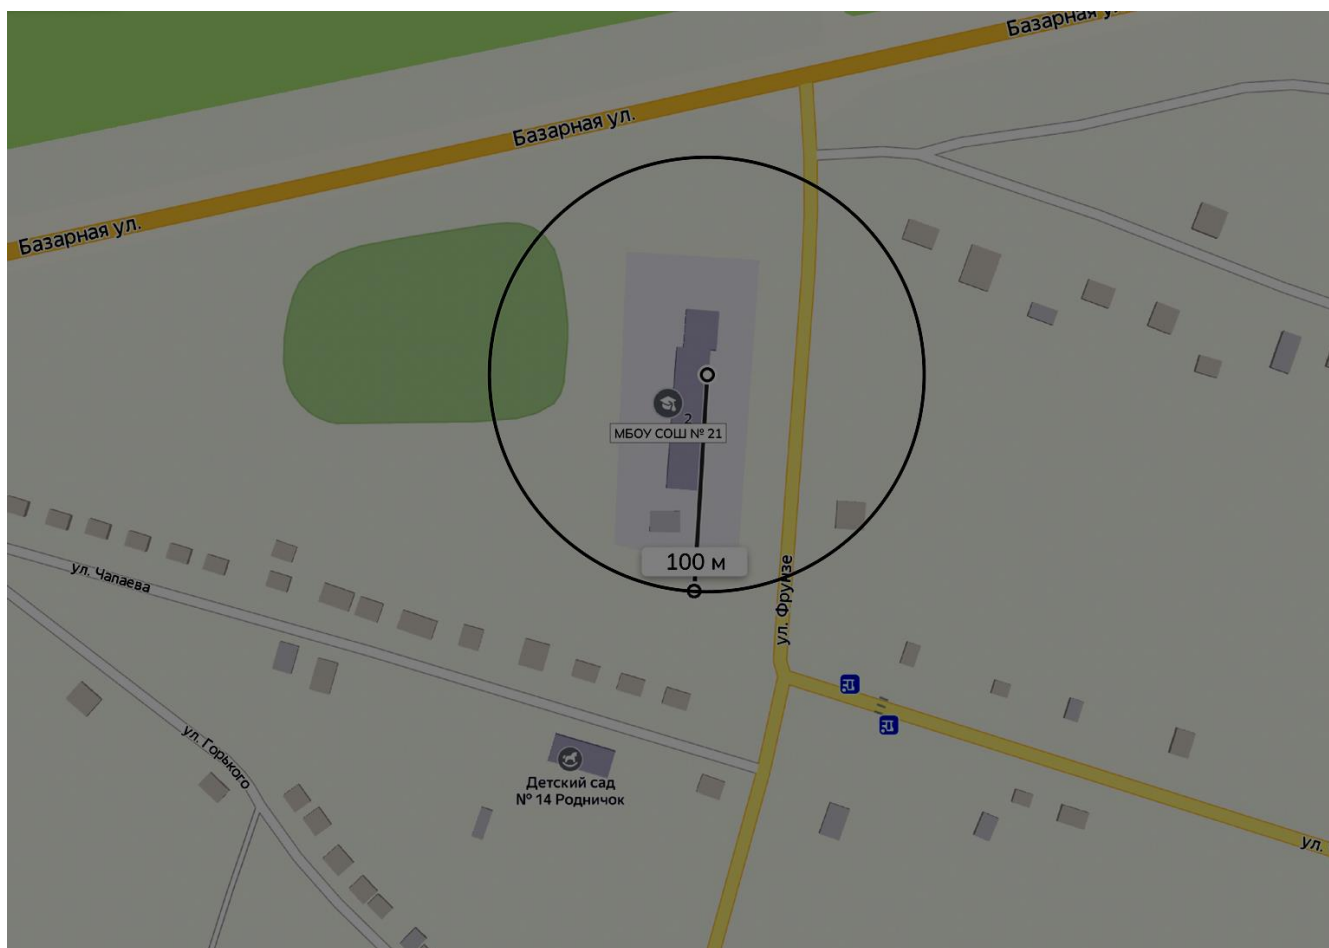 Базарная ул.
Базарная ул.
Базарная ул.
2
МБОУ СОШ № 21
100 м
ул. Чапаева
ул. Фрунзе
ул. Горького
Детский сад
№ 14 Родничок
ул.